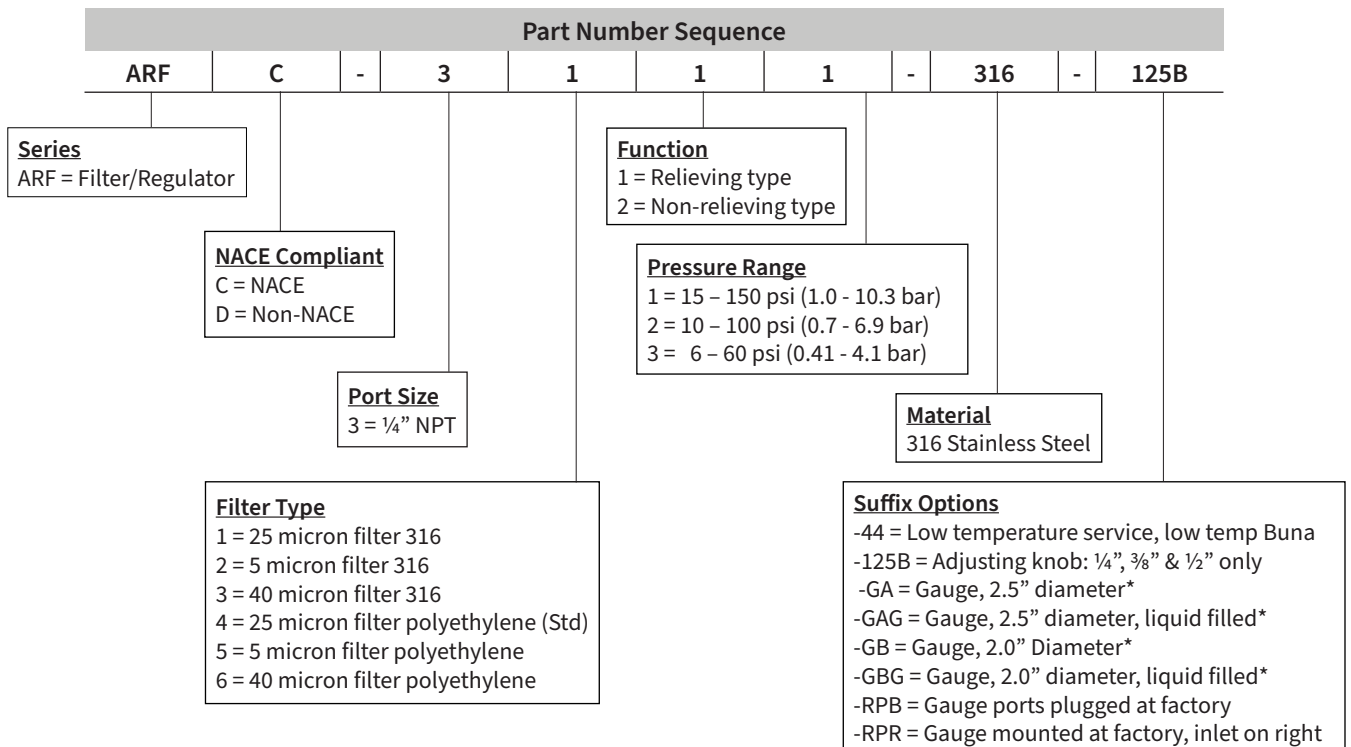 Part Number Sequence
ARF C - 3 1 1 1 - 316 - 125B
Series
ARF = Filter/Regulator
NACE Compliant
C = NACE
D = Non-NACE
Port Size
3 = ¼” NPT
Filter Type
1 = 25 micron filter 316
2 = 5 micron filter 316
3 = 40 micron filter 316
4 = 25 micron filter polyethylene (Std)
5 = 5 micron filter polyethylene
6 = 40 micron filter polyethylene
Function
1 = Relieving type
2 = Non-relieving type
Pressure Range
1 = 15 – 150 psi (1.0 - 10.3 bar)
2 = 10 – 100 psi (0.7 - 6.9 bar)
3 = 6 – 60 psi (0.41 - 4.1 bar)
Material
316 Stainless Steel
Suffix Options
-44 = Low temperature service, low temp Buna
-125B = Adjusting knob: ¼”, ⅜” & ½” only
-GA = Gauge, 2.5” diameter*
-GAG = Gauge, 2.5” diameter, liquid filled*
-GB = Gauge, 2.0” Diameter*
-GBG = Gauge, 2.0” diameter, liquid filled*
-RPB = Gauge ports plugged at factory
-RPR = Gauge mounted at factory, inlet on right